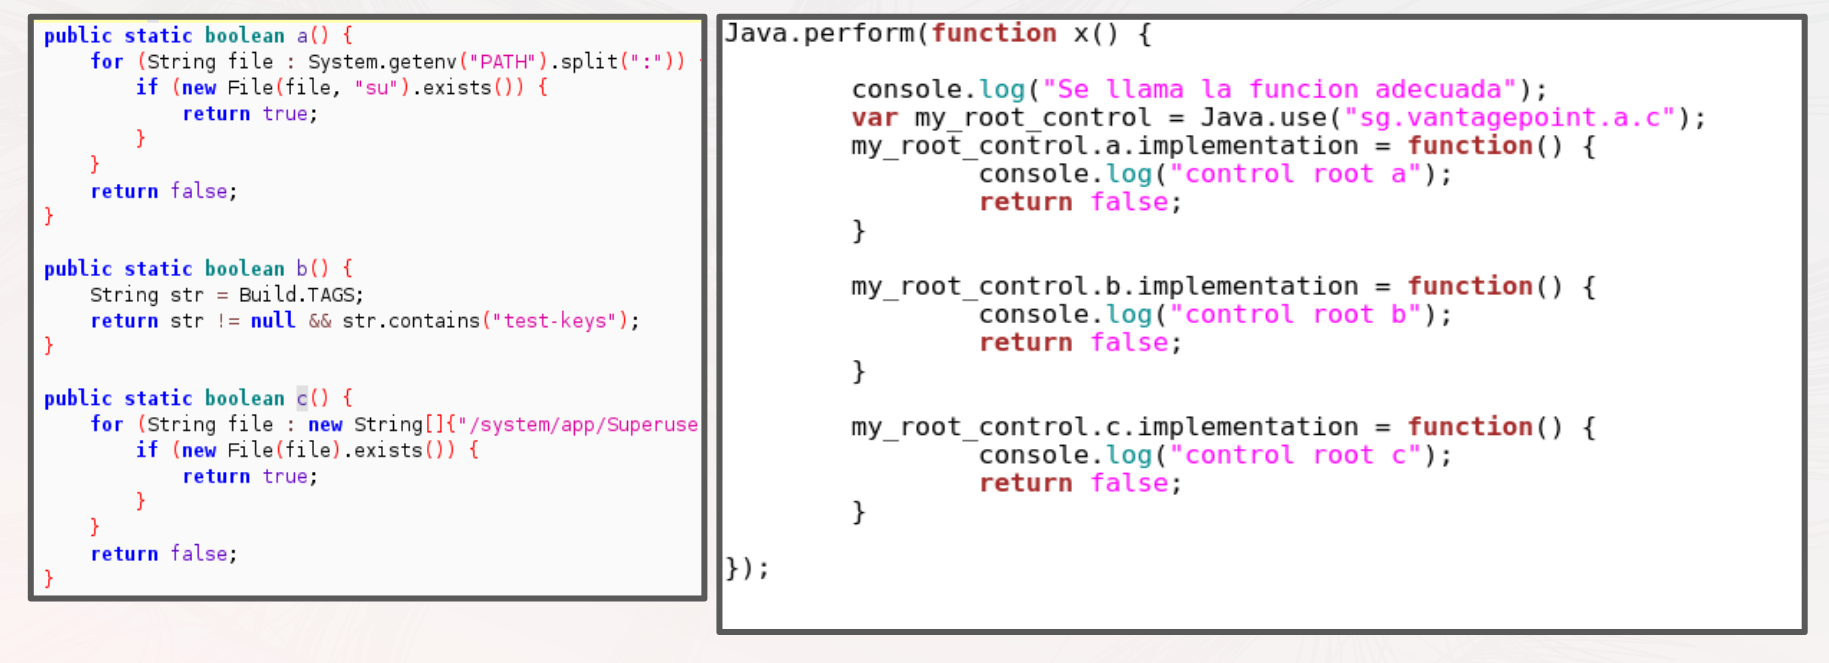 public static boolean a() {
    for (String file : System.getenv("PATH").split(":"))
        if (new File(file, "su").exists()) {
            return true;
        }
    }
    return false;
}

public static boolean b() {
    String str = Build.TAGS;
    return str != null && str.contains("test-keys");
}

public static boolean c() {
    for (String file : new String[]{"/system/app/Superuse
        if (new File(file).exists()) {
            return true;
        }
    }
    return false;
}

Java.perform(function x() {

        console.log("Se llama la funcion adecuada");
        var my_root_control = Java.use("sg.vantagepoint.a.c");
        my_root_control.a.implementation = function() {
                console.log("control root a");
                return false;
        }

        my_root_control.b.implementation = function() {
                console.log("control root b");
                return false;
        }

        my_root_control.c.implementation = function() {
                console.log("control root c");
                return false;
        }

});